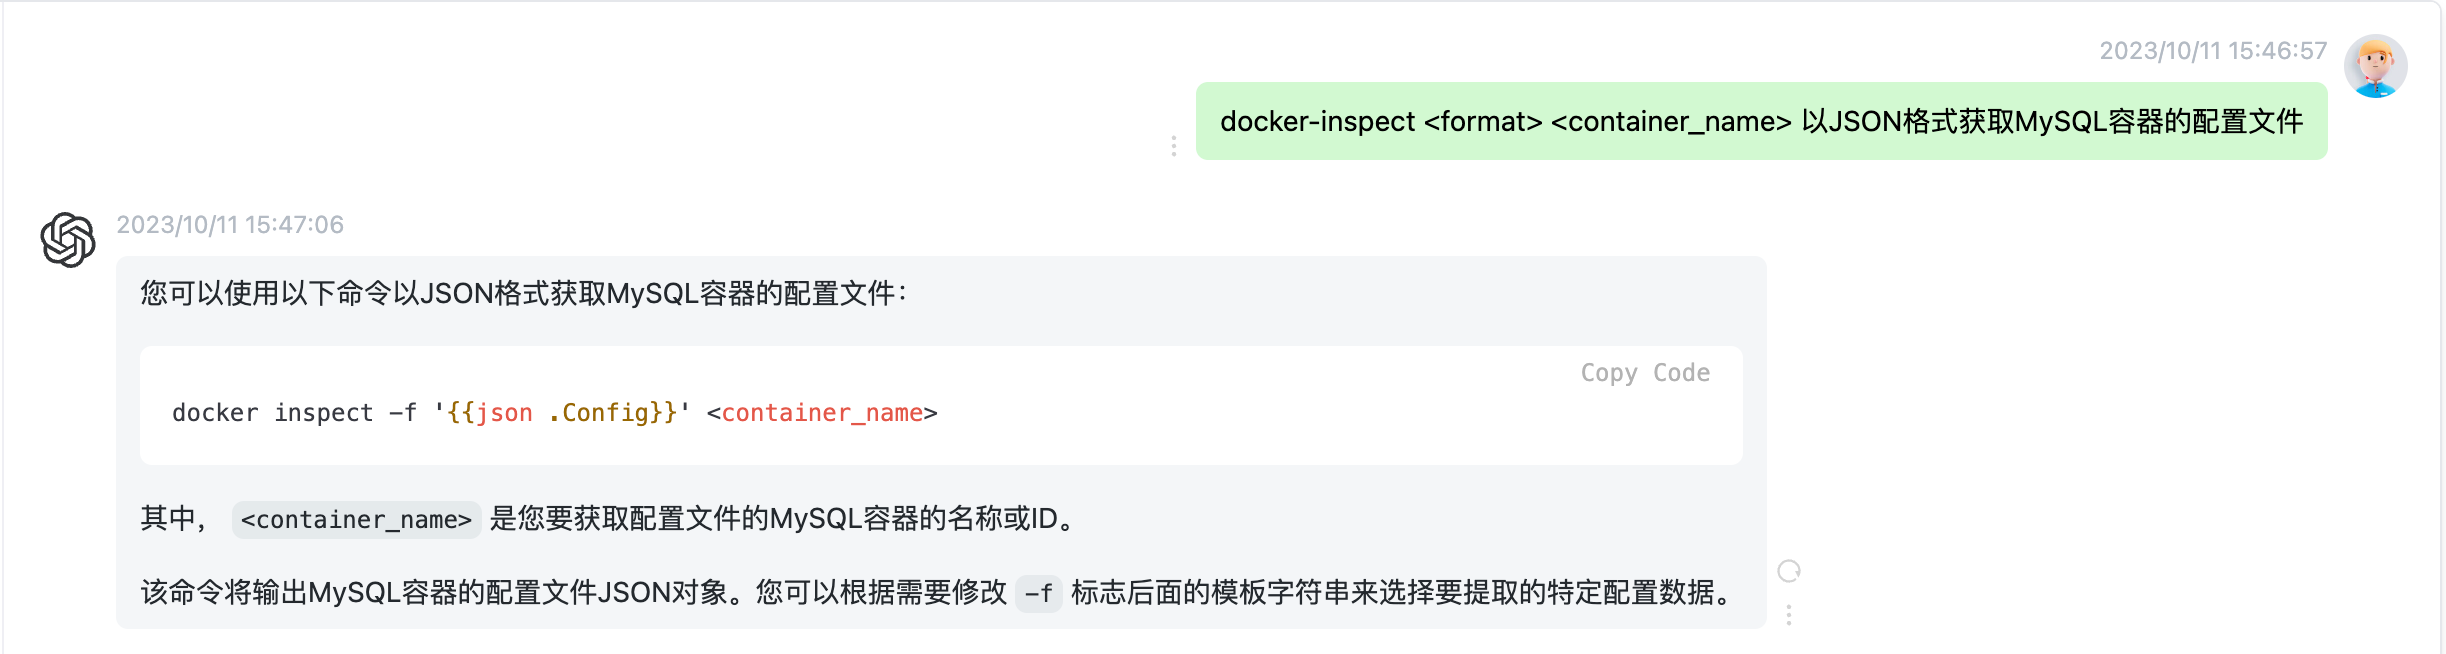 2023/10/11 15:46:57
docker-inspect <format> <container_name> 以JSON格式获取MySQL容器的配置文件
2023/10/11 15:47:06
您可以使用以下命令以JSON格式获取MySQL容器的配置文件：
Copy Code
docker inspect -f '{{json .Config}}' <container_name>
其中， <container_name> 是您要获取配置文件的MySQL容器的名称或ID。
该命令将输出MySQL容器的配置文件JSON对象。您可以根据需要修改 -f 标志后面的模板字符串来选择要提取的特定配置数据。